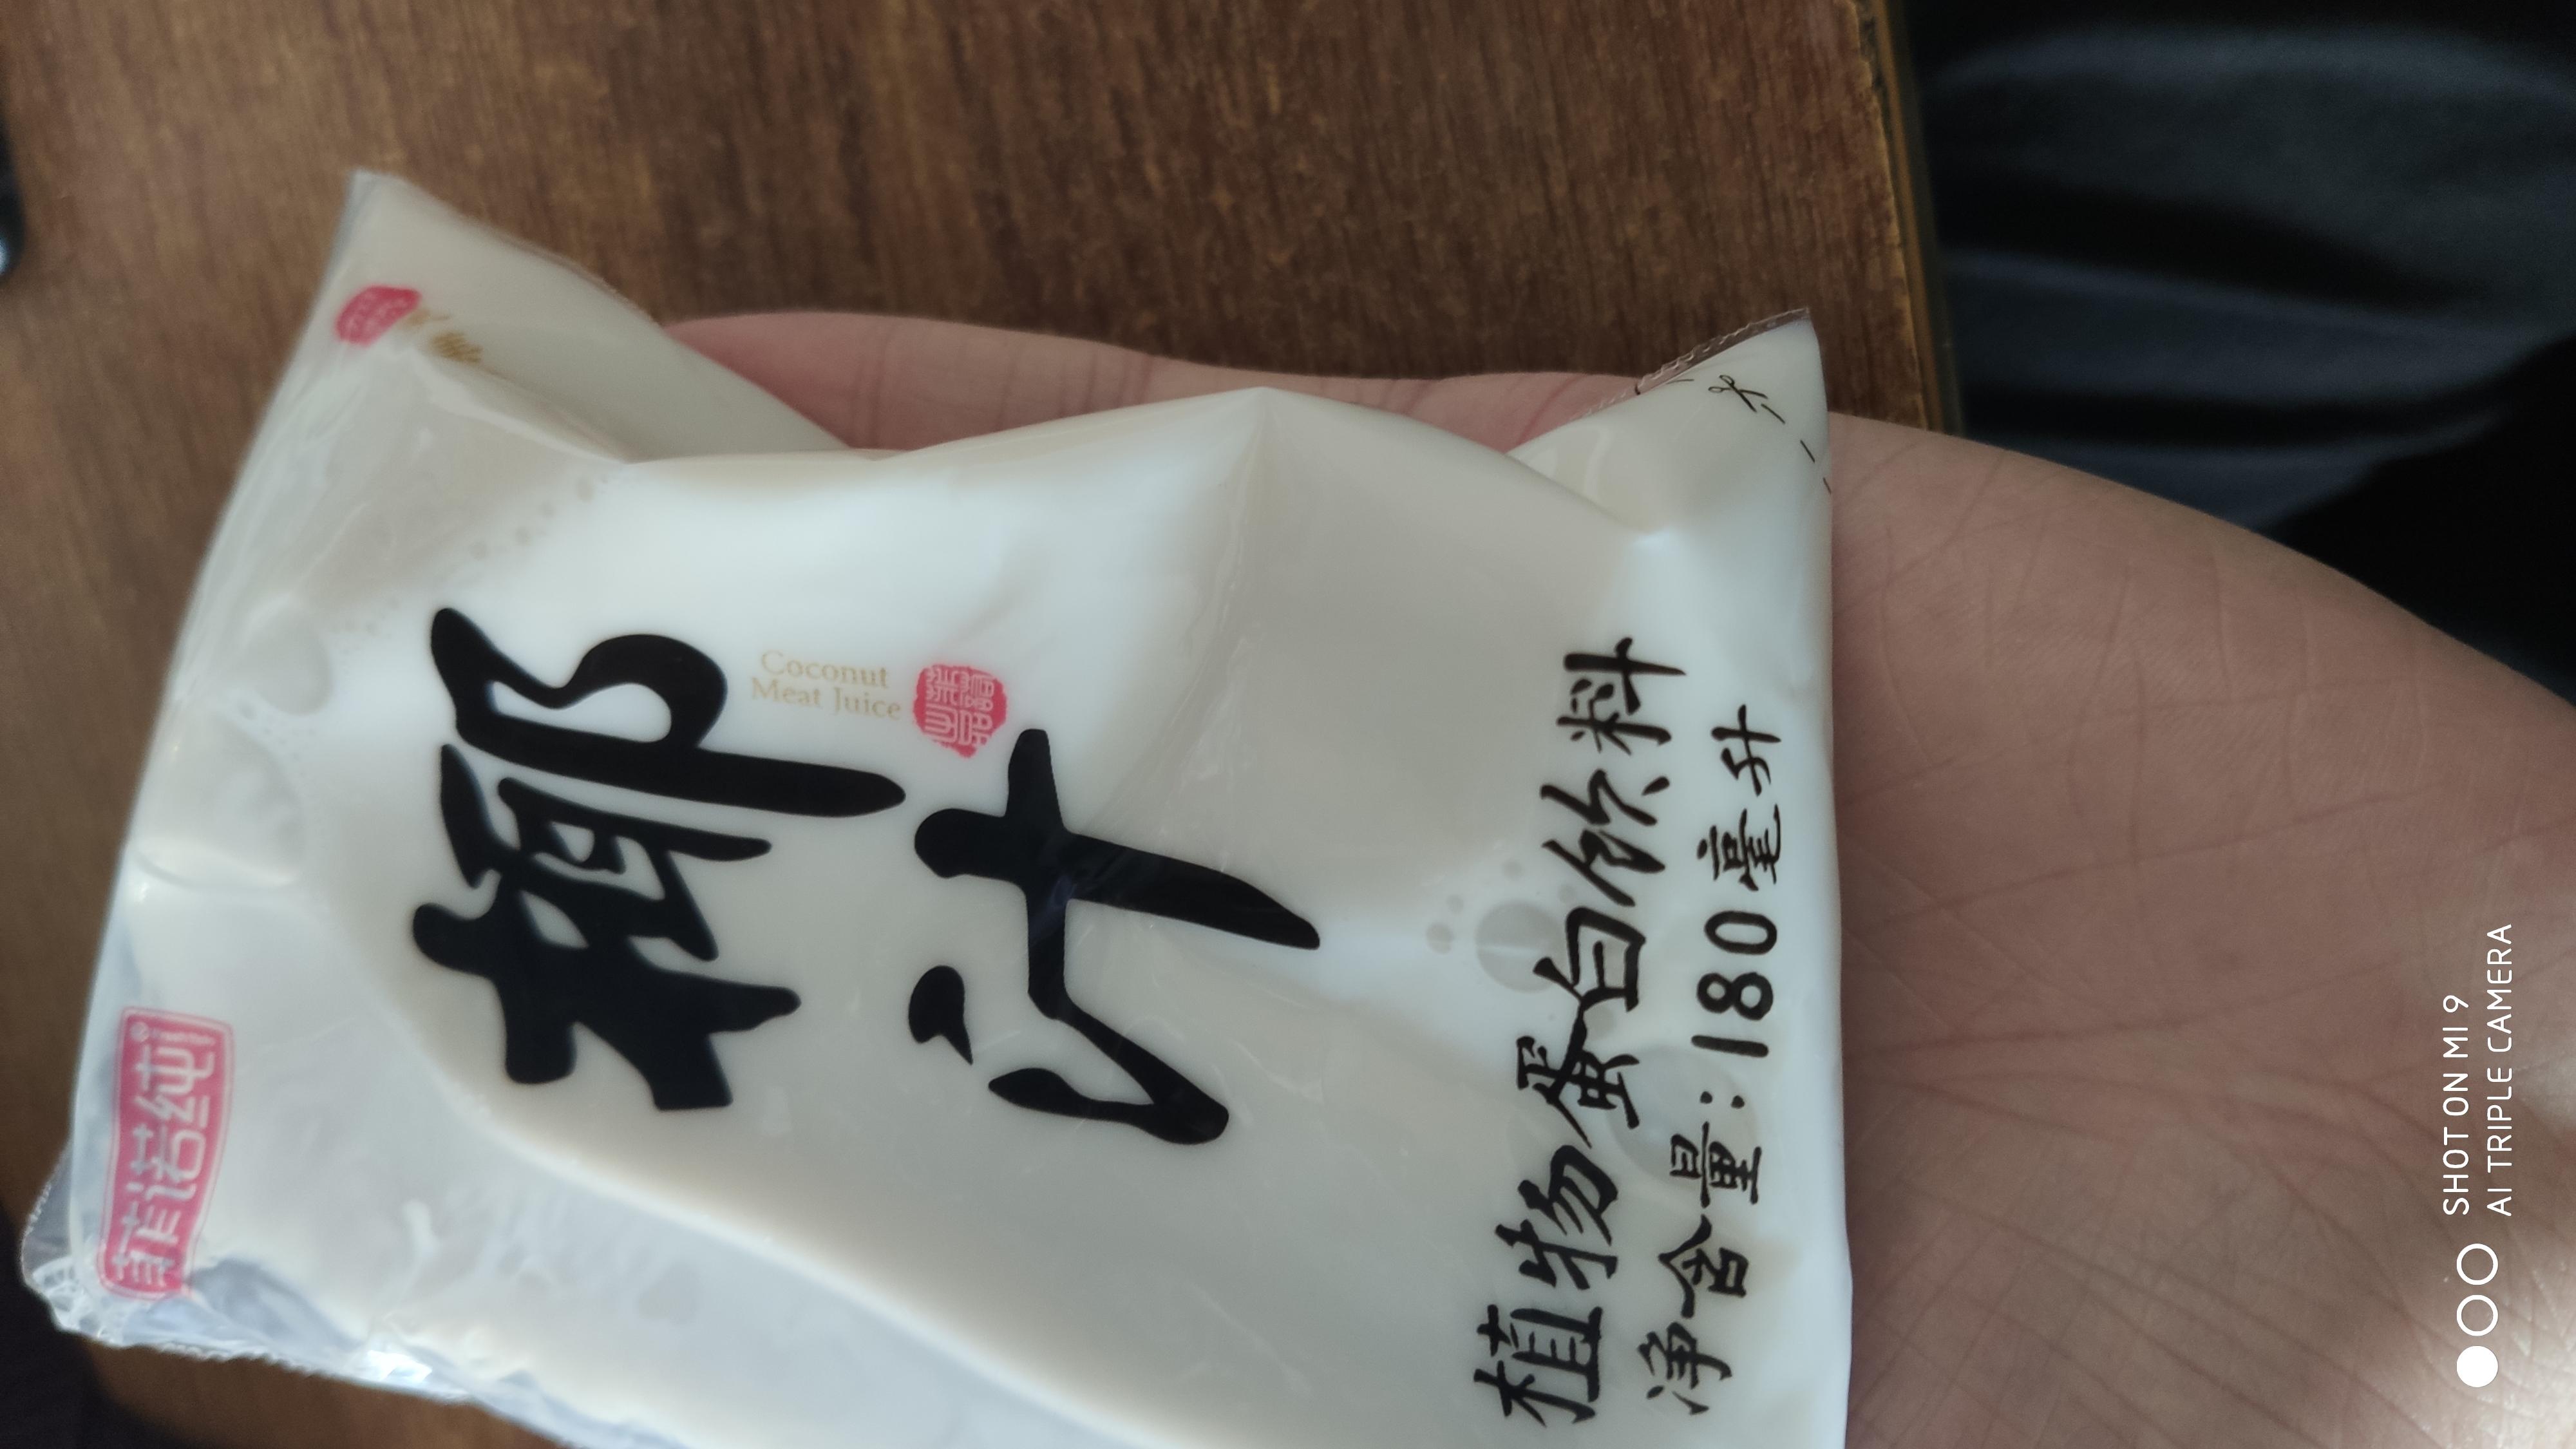 菲诺纯
椰汁
Coconut
Meat Juice
植物蛋白饮料
净含量:180毫升
SHOT ON MI 9
AI TRIPLE CAMERA